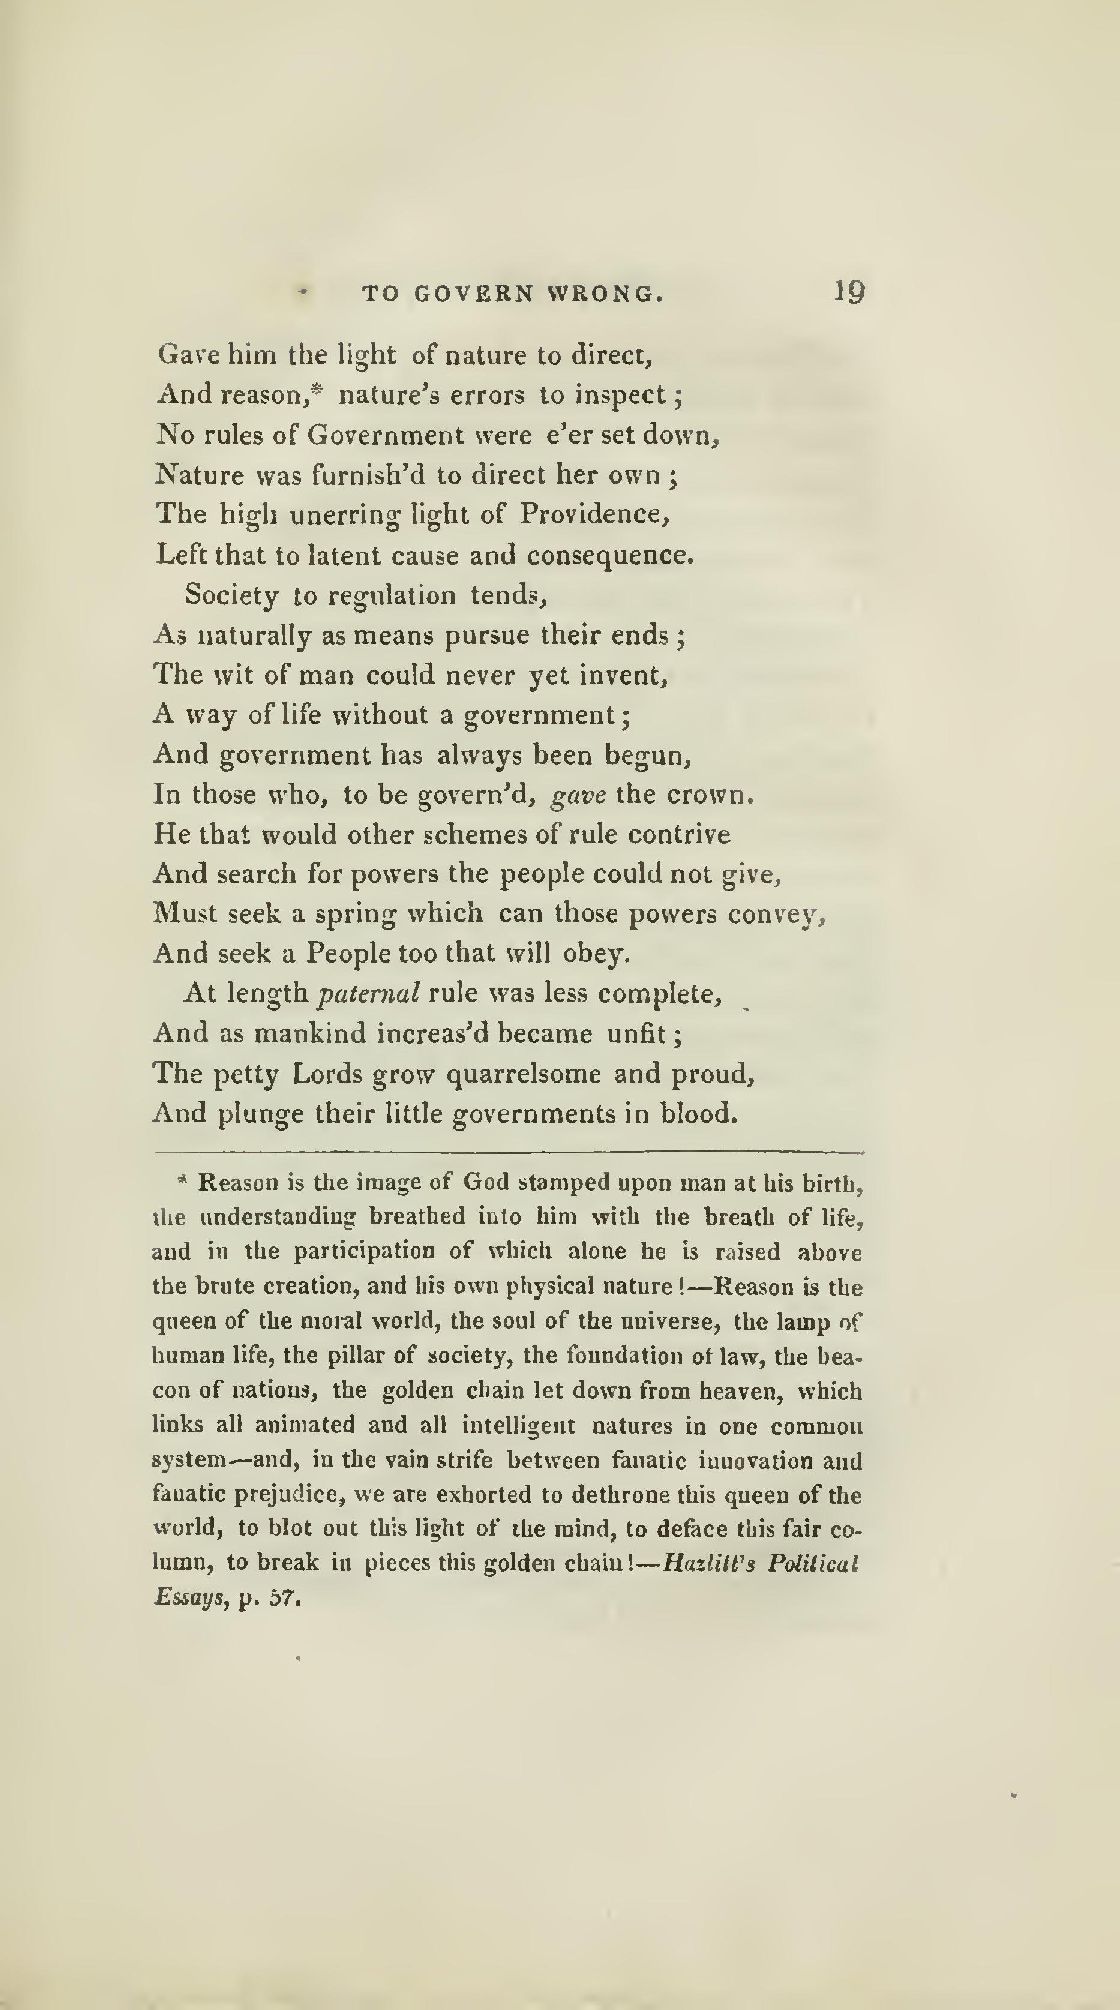 TO GOVERN WRONG. 19
Gave him the light of nature to direct,
And reason,* nature's errors to inspect;
No rules of Government were e'er set down,
Nature was furnish'd to direct her own;
The high unerring light of Providence,
Left that to latent cause and consequence.
Society to regulation tends,
As naturally as means pursue their ends;
The wit of man could never yet invent,
A way of life without a government;
And government has always been begun,
In those who, to be govern'd, gave the crown.
He that would other schemes of rule contrive
And search for powers the people could not give,
Must seek a spring which can those powers convey,
And seek a People too that will obey.
At length paternal rule was less complete,
And as mankind increas'd became unfit;
The petty Lords grow quarrelsome and proud,
And plunge their little governments in blood.
* Reason is the image of God stamped upon man at his birth,
the understanding breathed into him with the breath of life,
and in the participation of which alone he is raised above
the brute creation, and his own physical nature!—Reason is the
queen of the moral world, the soul of the universe, the lamp of
human life, the pillar of society, the foundation of law, the bea-
con of nations, the golden chain let down from heaven, which
links all animated and all intelligent natures in one common
system—and, in the vain strife between fanatic innovation and
fanatic prejudice, we are exhorted to dethrone this queen of the
world, to blot out this light of the mind, to deface this fair co-
lumn, to break in pieces this golden chain!—Hazlitt's Political
Essays, p. 57.